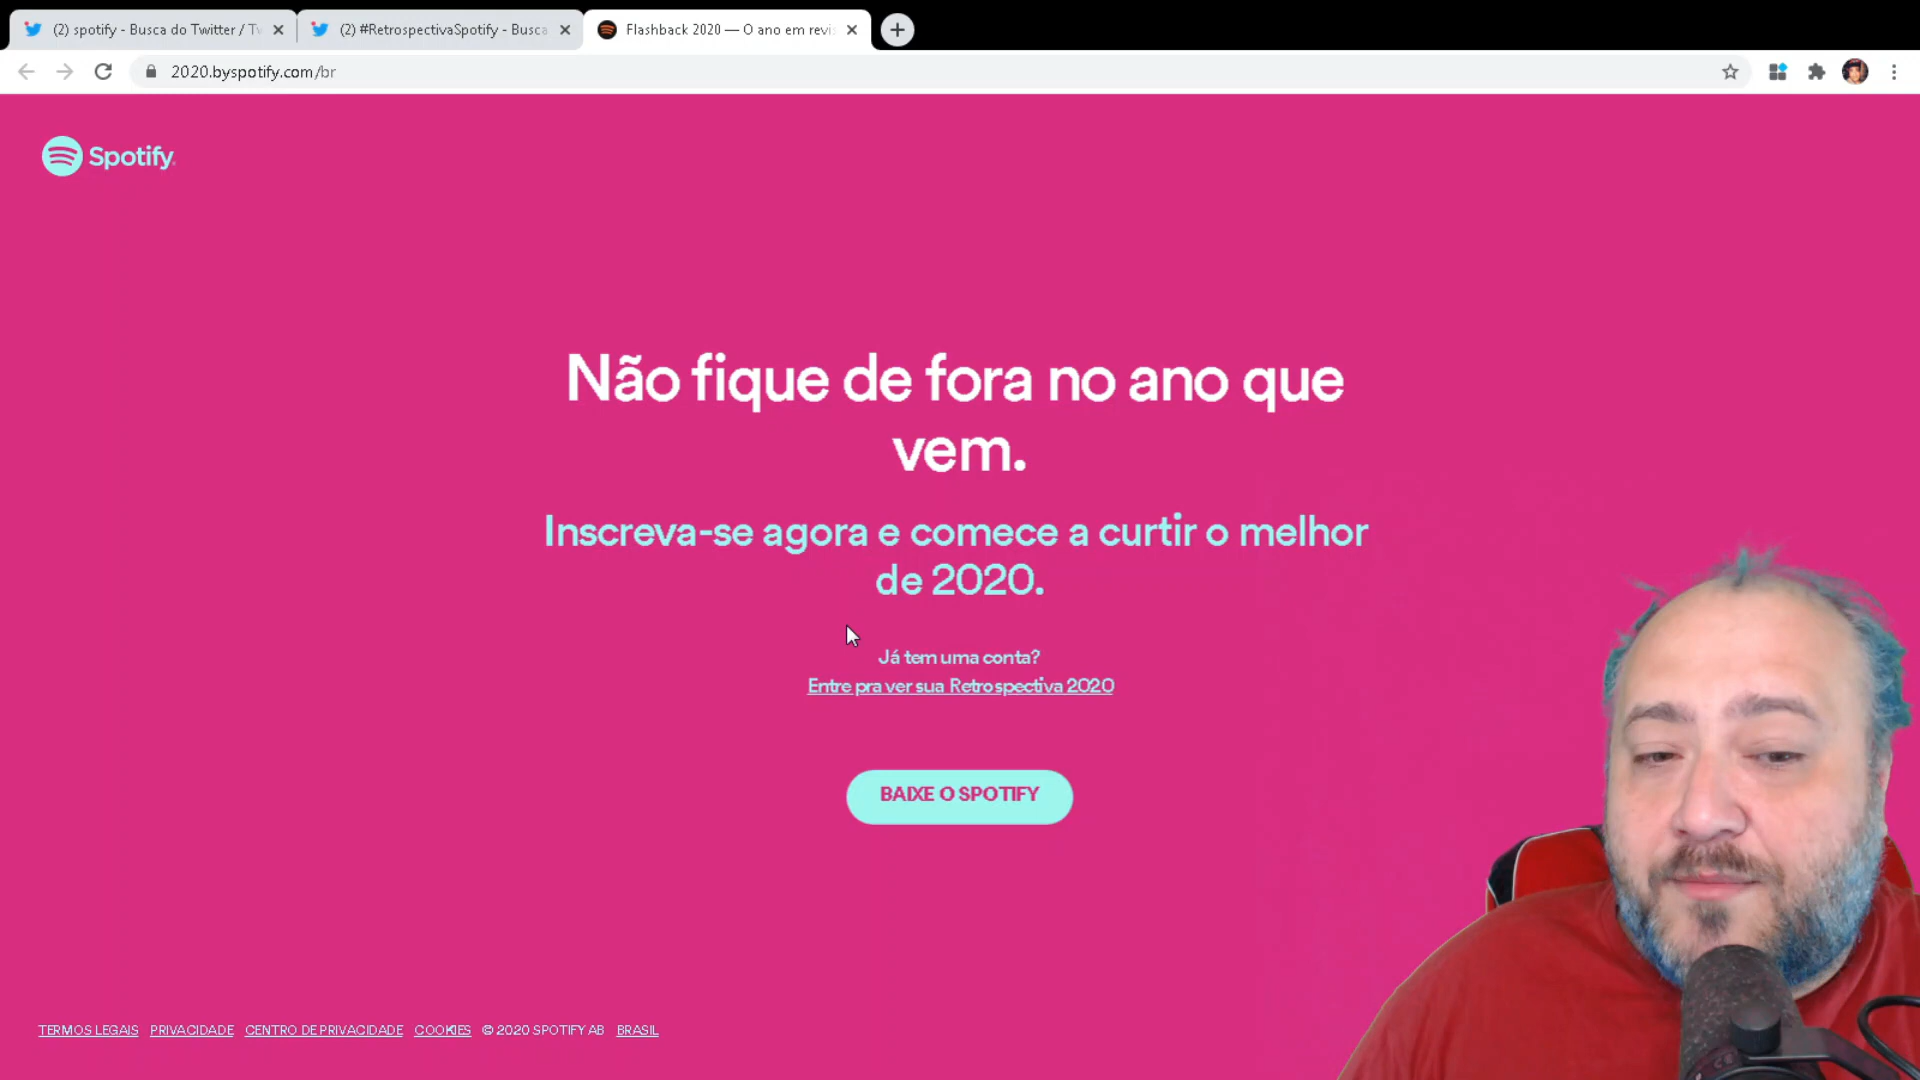 (2) spotify - Busca do Twitter / Tv
(2) #RetrospectivaSpotify - Busca
Flashback 2020 — O ano em revi
2020.byspotify.com/br
Spotify
Não fique de fora no ano que
vem.
Inscreva-se agora e comece a curtir o melhor
de 2020.
Já tem uma conta?
Entre pra ver sua Retrospectiva 2020
BAIXE O SPOTIFY
TERMOS LEGAIS PRIVACIDADE CENTRO DE PRIVACIDADE COOKIES © 2020 SPOTIFY AB BRASIL